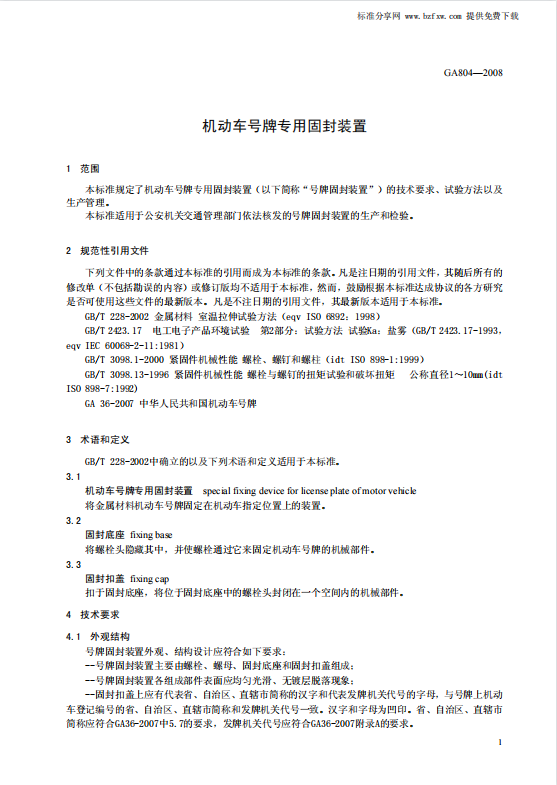 标准分享网 www.bzfxw.com 提供免费下载
GA804—2008
机动车号牌专用固封装置
1 范围
本标准规定了机动车号牌专用固封装置（以下简称“号牌固封装置”）的技术要求、试验方法以及
生产管理。
本标准适用于公安机关交通管理部门依法核发的号牌固封装置的生产和检验。
2 规范性引用文件
下列文件中的条款通过本标准的引用而成为本标准的条款。凡是注日期的引用文件，其随后所有的
修改单（不包括勘误的内容）或修订版均不适用于本标准，然而，鼓励根据本标准达成协议的各方研究
是否可使用这些文件的最新版本。凡是不注日期的引用文件，其最新版本适用于本标准。
GB/T 228-2002 金属材料 室温拉伸试验方法（eqv ISO 6892：1998）
GB/T 2423.17 电工电子产品环境试验 第2部分：试验方法 试验Ka：盐雾（GB/T 2423.17-1993，
eqv IEC 60068-2-11:1981）
GB/T 3098.1-2000 紧固件机械性能 螺栓、螺钉和螺柱（idt ISO 898-1:1999）
GB/T 3098.13-1996 紧固件机械性能 螺栓与螺钉的扭矩试验和破坏扭矩 公称直径1～10mm(idt
ISO 898-7:1992)
GA 36-2007 中华人民共和国机动车号牌
3 术语和定义
GB/T 228-2002中确立的以及下列术语和定义适用于本标准。
3.1
机动车号牌专用固封装置 special fixing device for license plate of motor vehicle
将金属材料机动车号牌固定在机动车指定位置上的装置。
3.2
固封底座 fixing base
将螺栓头隐藏其中，并使螺栓通过它来固定机动车号牌的机械部件。
3.3
固封扣盖 fixing cap
扣于固封底座，将位于固封底座中的螺栓头封闭在一个空间内的机械部件。
4 技术要求
4.1 外观结构
号牌固封装置外观、结构设计应符合如下要求：
--号牌固封装置主要由螺栓、螺母、固封底座和固封扣盖组成；
--号牌固封装置各组成部件表面应均匀光滑、无镀层脱落现象；
--固封扣盖上应有代表省、自治区、直辖市简称的汉字和代表发牌机关代号的字母，与号牌上机动
车登记编号的省、自治区、直辖市简称和发牌机关代号一致。汉字和字母为凹印。省、自治区、直辖市
简称应符合GA36-2007中5.7的要求，发牌机关代号应符合GA36-2007附录A的要求。
1